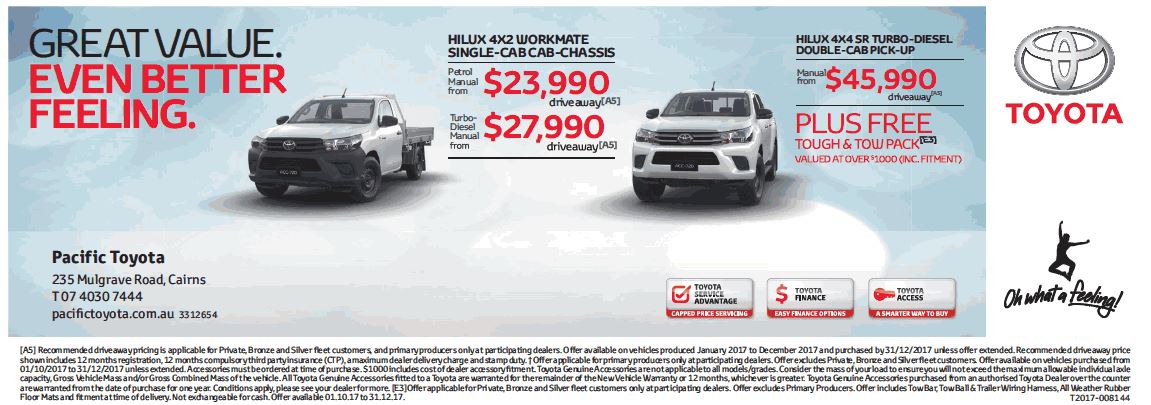 GREAT VALUE.
EVEN BETTER
FEELING.
HILUX 4X2 WORKMATE
SINGLE-CAB CAB-CHASSIS
Petrol
Manual
from
$23,990
driveaway[A5]
Turbo-
Diesel
Manual
from
$27,990
driveaway[A5]
HILUX 4X4 SR TURBO-DIESEL
DOUBLE-CAB PICK-UP
Manual
from
$45,990
driveaway[A5]
PLUS FREE
TOUGH & TOW PACK[E3]
VALUED AT OVER $1000 (INC. FITMENT)
TOYOTA
Pacific Toyota
235 Mulgrave Road, Cairns
T 07 4030 7444
pacifictoyota.com.au 3312654
TOYOTA
SERVICE
ADVANTAGE
CAPPED PRICE SERVICING
TOYOTA
FINANCE
EASY FINANCE OPTIONS
TOYOTA
ACCESS
A SMARTER WAY TO BUY
Oh what a feeling!
[A5] Recommended driveaway pricing is applicable for Private, Bronze and Silver fleet customers, and primary producers only at participating dealers. Offer available on vehicles produced January 2017 to December 2017 and purchased by 31/12/2017 unless offer extended. Recommended driveaway price
shown includes 12 months registration, 12 months compulsory third party insurance (CTP), a maximum dealer delivery charge and stamp duty. † Offer applicable for primary producers only at participating dealers. Offer excludes Private, Bronze and Silver fleet customers. Offer available on vehicles purchased from
01/10/2017 to 31/12/2017 unless extended. Accessories must be ordered at time of purchase. $1000 includes cost of dealer accessory fitment. Toyota Genuine Accessories are not applicable to all models/grades. Consider the mass of your load to ensure you will not exceed the maximum allowable individual axle
capacity, Gross Vehicle Mass and/or Gross Combined Mass of the vehicle. All Toyota Genuine Accessories fitted to a Toyota are warranted for the remainder of the New Vehicle Warranty or 12 months, whichever is greater. Toyota Genuine Accessories purchased from an authorised Toyota Dealer over the counter
are warranted from the date of purchase for one year. Conditions apply, please see your dealer for more. [E3] Offer applicable for Private, Bronze and Silver fleet customers only at participating dealers. Offer excludes Primary Producers. Offer includes Tow Bar, Tow Ball & Trailer Wiring Harness, All Weather Rubber
Floor Mats and fitment at time of delivery. Not exchangeable for cash. Offer available 01.10.17 to 31.12.17.
T2017-008144